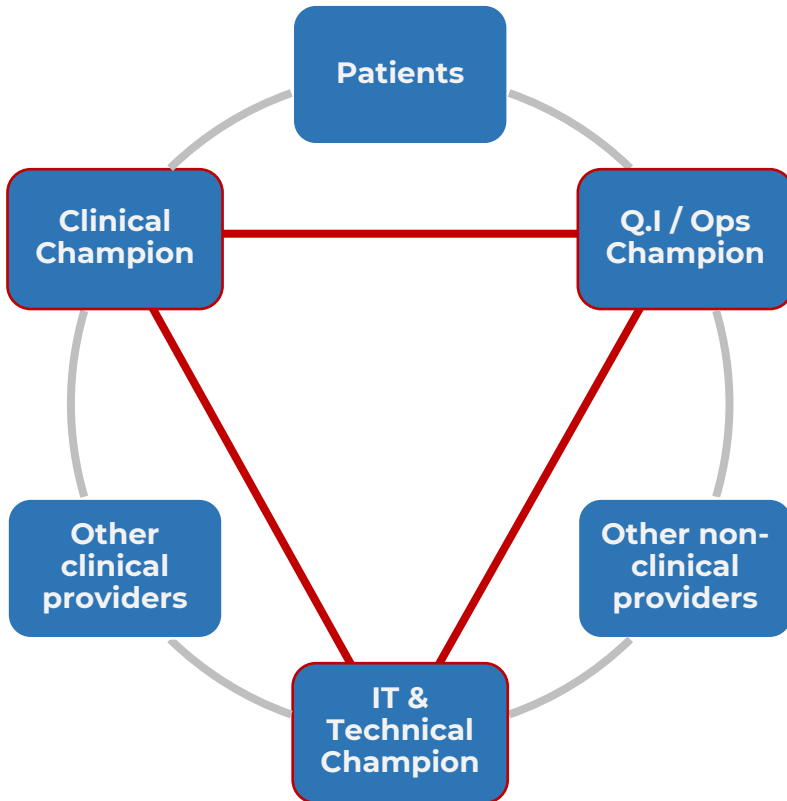 Patients
Clinical
Champion
Q.I / Ops
Champion
Other
clinical
providers
Other non-
clinical
providers
IT &
Technical
Champion